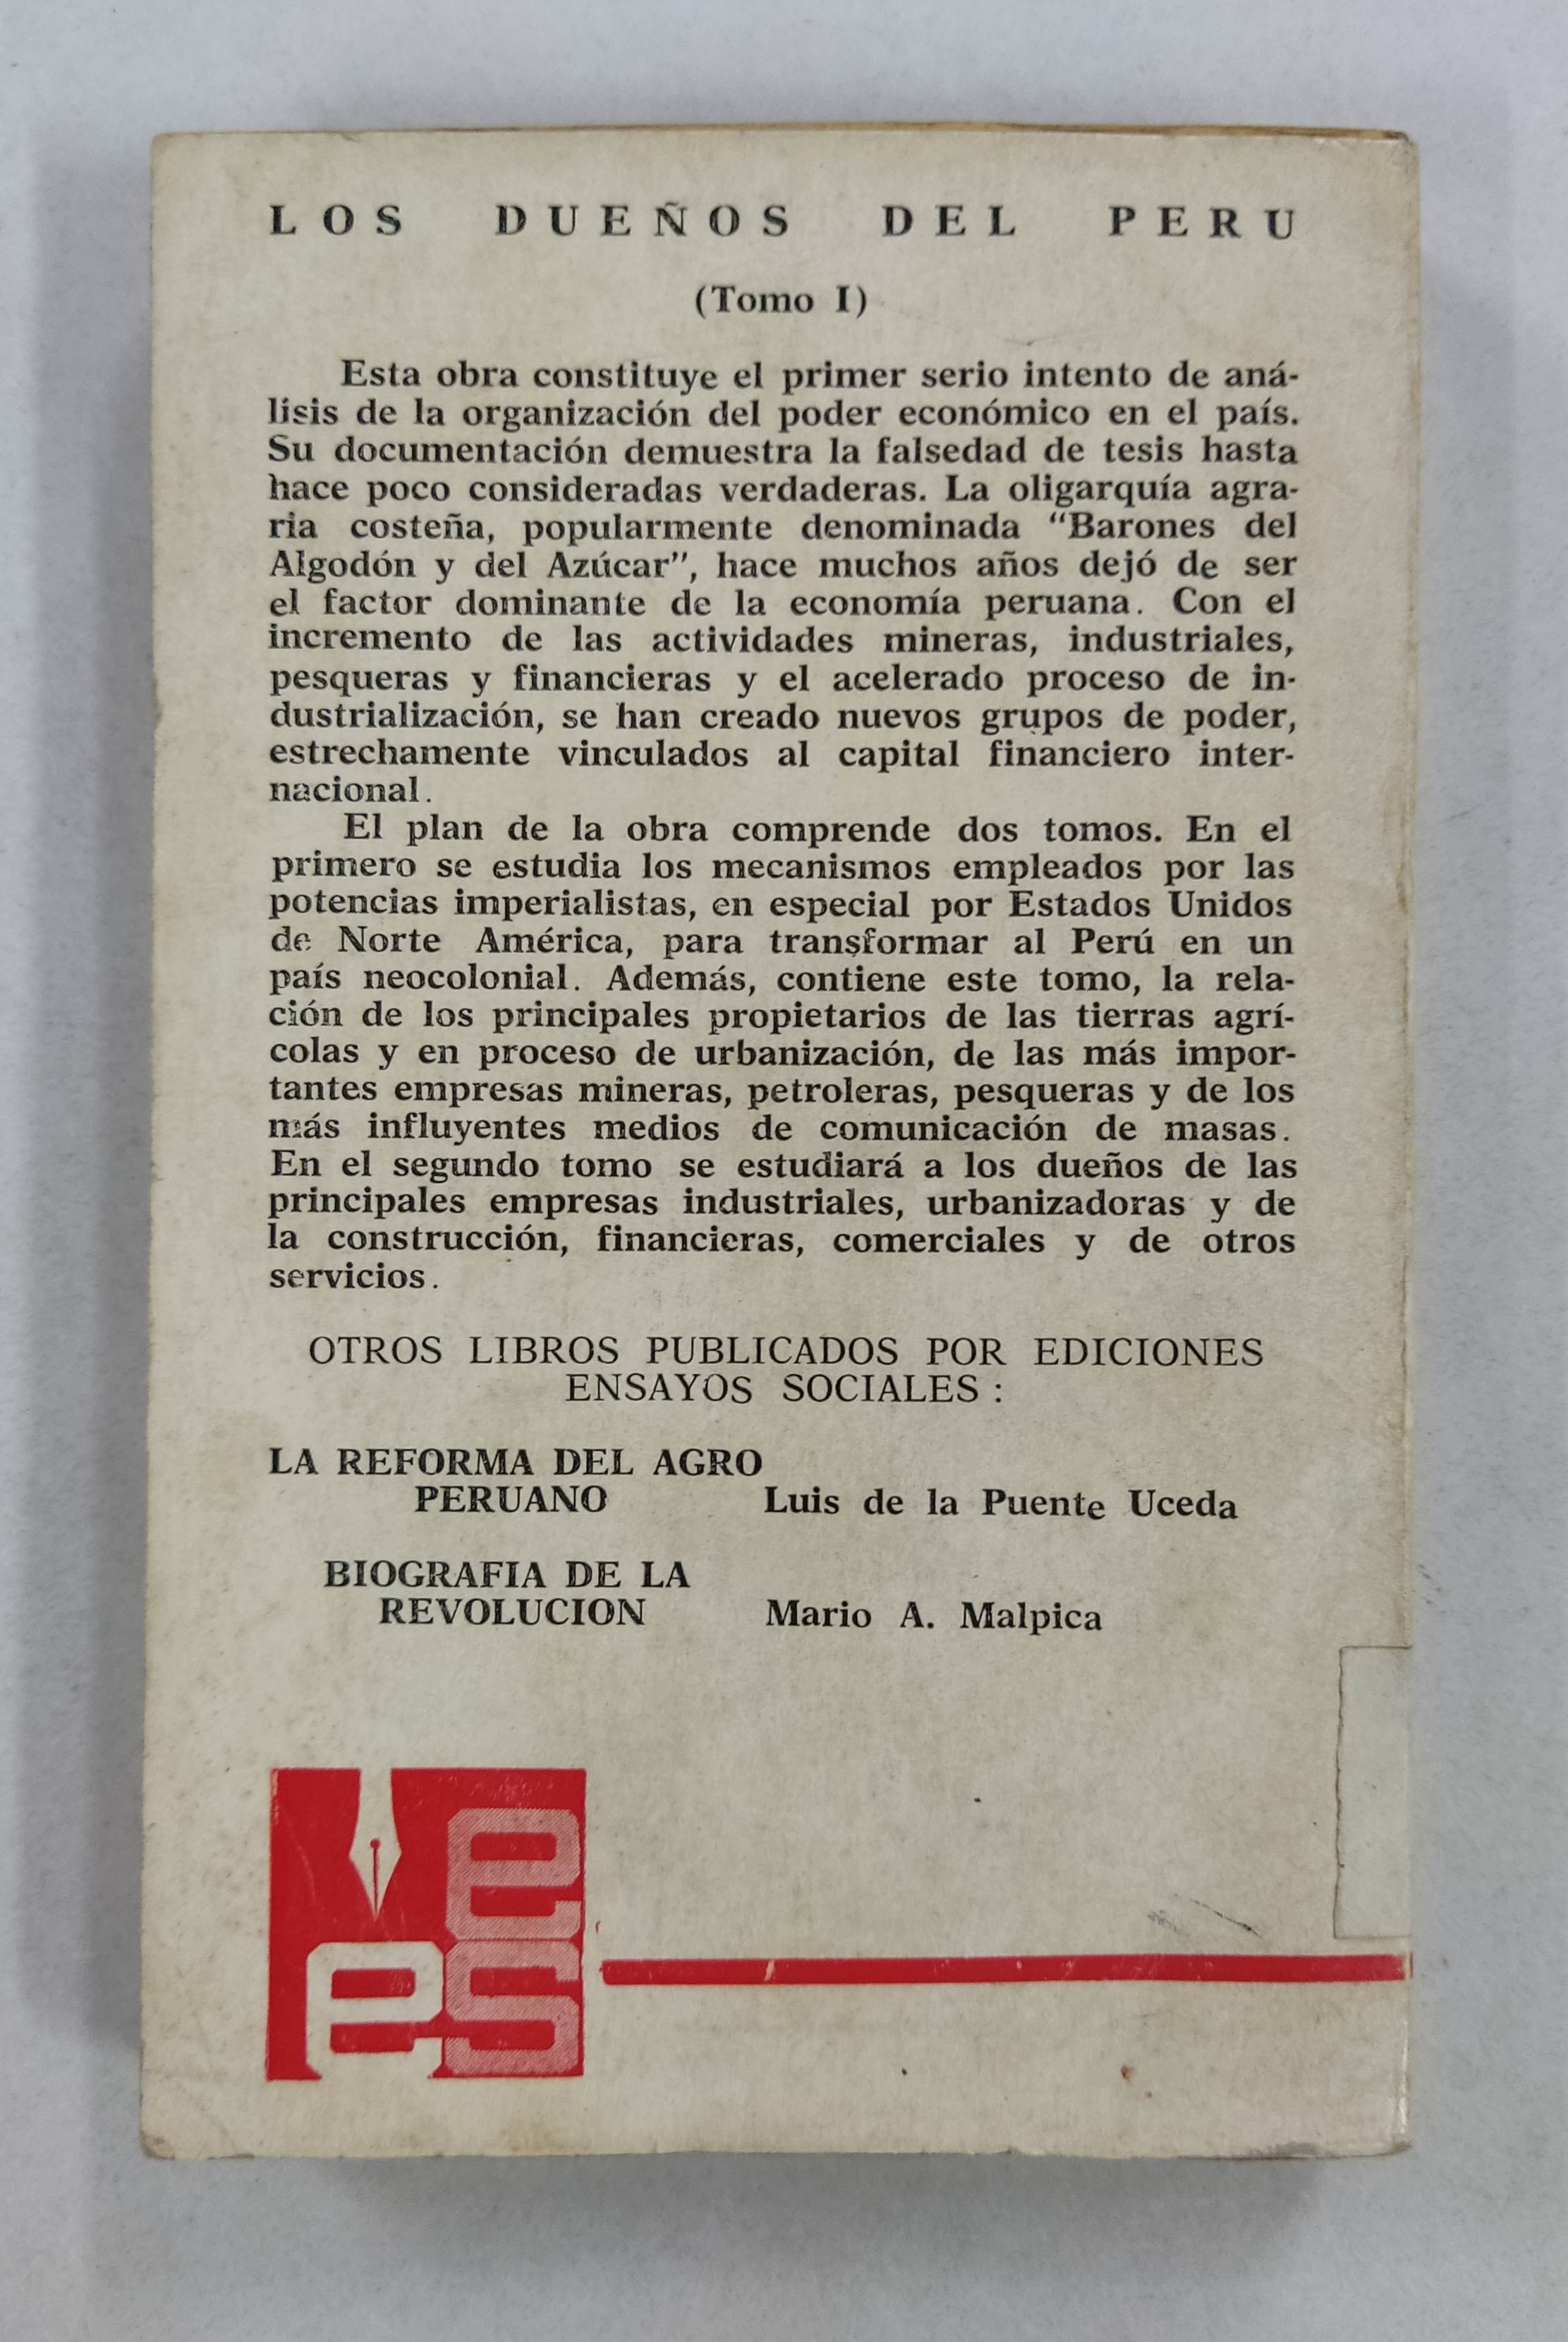 LOS DUEÑOS DEL PERU
(Tomo I)
Esta obra constituye el primer serio intento de aná-
lisis de la organización del poder económico en el país.
Su documentación demuestra la falsedad de tesis hasta
hace poco consideradas verdaderas. La oligarquía agra-
ria costeña, popularmente denominada "Barones del
Algodón y del Azúcar", hace muchos años dejó de ser
el factor dominante de la economía peruana. Con el
incremento de las actividades mineras, industriales,
pesqueras y financieras y el acelerado proceso de in-
dustrialización, se han creado nuevos grupos de poder,
estrechamente vinculados al capital financiero inter-
nacional.
El plan de la obra comprende dos tomos. En el
primero se estudia los mecanismos empleados por las
potencias imperialistas, en especial por Estados Unidos
de Norte América, para transformar al Perú en un
país neocolonial. Además, contiene este tomo, la rela-
ción de los principales propietarios de las tierras agrí-
colas y en proceso de urbanización, de las más impor-
tantes empresas mineras, petroleras, pesqueras y de los
más influyentes medios de comunicación de masas.
En el segundo tomo se estudiará a los dueños de las
principales empresas industriales, urbanizadoras y de
la construcción, financieras, comerciales y de otros
servicios.
OTROS LIBROS PUBLICADOS POR EDICIONES
ENSAYOS SOCIALES:
LA REFORMA DEL AGRO
PERUANO Luis de la Puente Uceda
BIOGRAFIA DE LA
REVOLUCION Mario A. Malpica
e
es